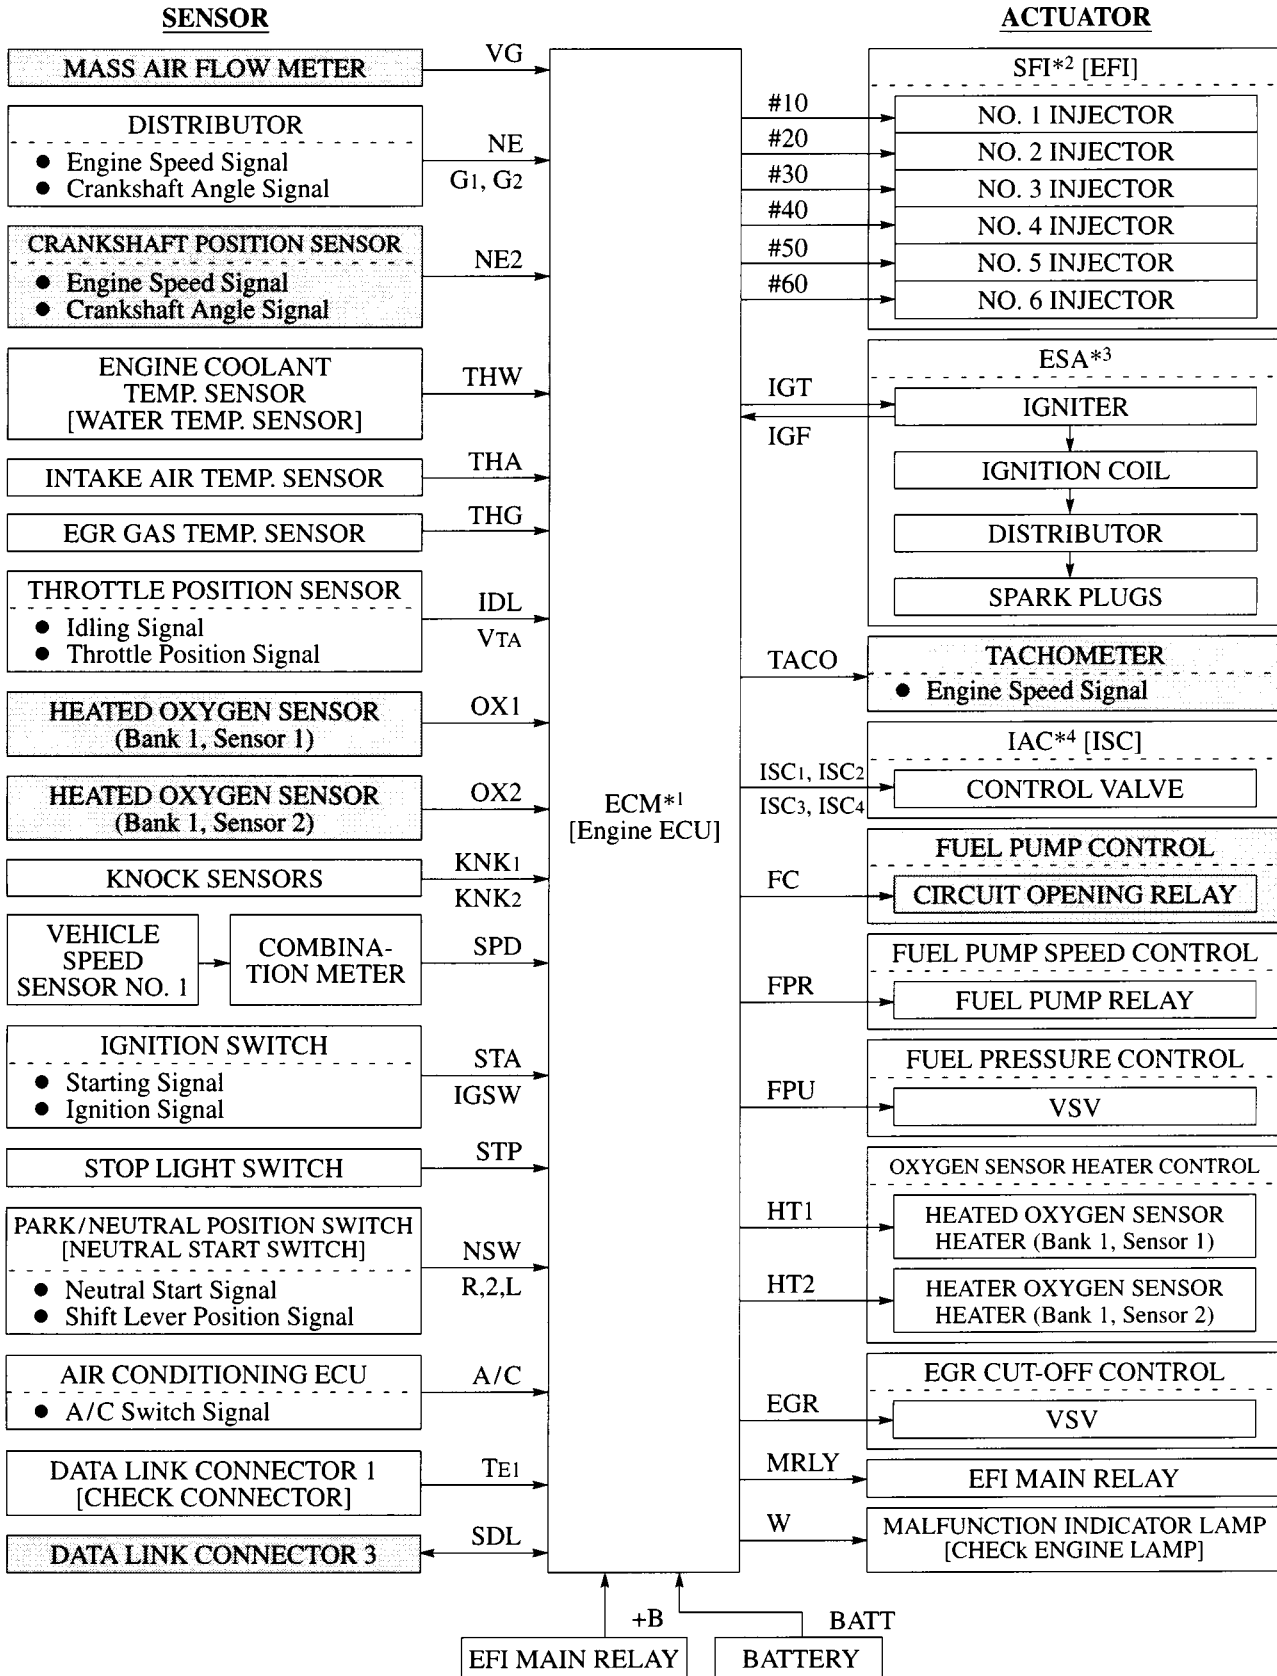 SENSOR
MASS AIR FLOW METER
VG
DISTRIBUTOR
● Engine Speed Signal
● Crankshaft Angle Signal
NE
G1, G2
CRANKSHAFT POSITION SENSOR
● Engine Speed Signal
● Crankshaft Angle Signal
NE2
ENGINE COOLANT
TEMP. SENSOR
[WATER TEMP. SENSOR]
THW
INTAKE AIR TEMP. SENSOR
THA
EGR GAS TEMP. SENSOR
THG
THROTTLE POSITION SENSOR
● Idling Signal
● Throttle Position Signal
IDL
VTA
HEATED OXYGEN SENSOR
(Bank 1, Sensor 1)
OX1
HEATED OXYGEN SENSOR
(Bank 1, Sensor 2)
OX2
KNOCK SENSORS
KNK1
KNK2
VEHICLE
SPEED
SENSOR NO. 1
COMBINA-
TION METER
SPD
IGNITION SWITCH
● Starting Signal
● Ignition Signal
STA
IGSW
STOP LIGHT SWITCH
STP
PARK/NEUTRAL POSITION SWITCH
[NEUTRAL START SWITCH]
● Neutral Start Signal
● Shift Lever Position Signal
NSW
R,2,L
AIR CONDITIONING ECU
● A/C Switch Signal
A/C
DATA LINK CONNECTOR 1
[CHECK CONNECTOR]
TE1
DATA LINK CONNECTOR 3
SDL
ECM*1
[Engine ECU]
+B
EFI MAIN RELAY
BATT
BATTERY
ACTUATOR
SFI*2 [EFI]
#10
NO. 1 INJECTOR
#20
NO. 2 INJECTOR
#30
NO. 3 INJECTOR
#40
NO. 4 INJECTOR
#50
NO. 5 INJECTOR
#60
NO. 6 INJECTOR
ESA*3
IGT
IGF
IGNITER
IGNITION COIL
DISTRIBUTOR
SPARK PLUGS
TACO
TACHOMETER
● Engine Speed Signal
IAC*4 [ISC]
ISC1, ISC2
ISC3, ISC4
CONTROL VALVE
FUEL PUMP CONTROL
FC
CIRCUIT OPENING RELAY
FUEL PUMP SPEED CONTROL
FPR
FUEL PUMP RELAY
FUEL PRESSURE CONTROL
FPU
VSV
OXYGEN SENSOR HEATER CONTROL
HT1
HEATED OXYGEN SENSOR
HEATER (Bank 1, Sensor 1)
HT2
HEATER OXYGEN SENSOR
HEATER (Bank 1, Sensor 2)
EGR CUT-OFF CONTROL
EGR
VSV
MRLY
EFI MAIN RELAY
W
MALFUNCTION INDICATOR LAMP
[CHECk ENGINE LAMP]